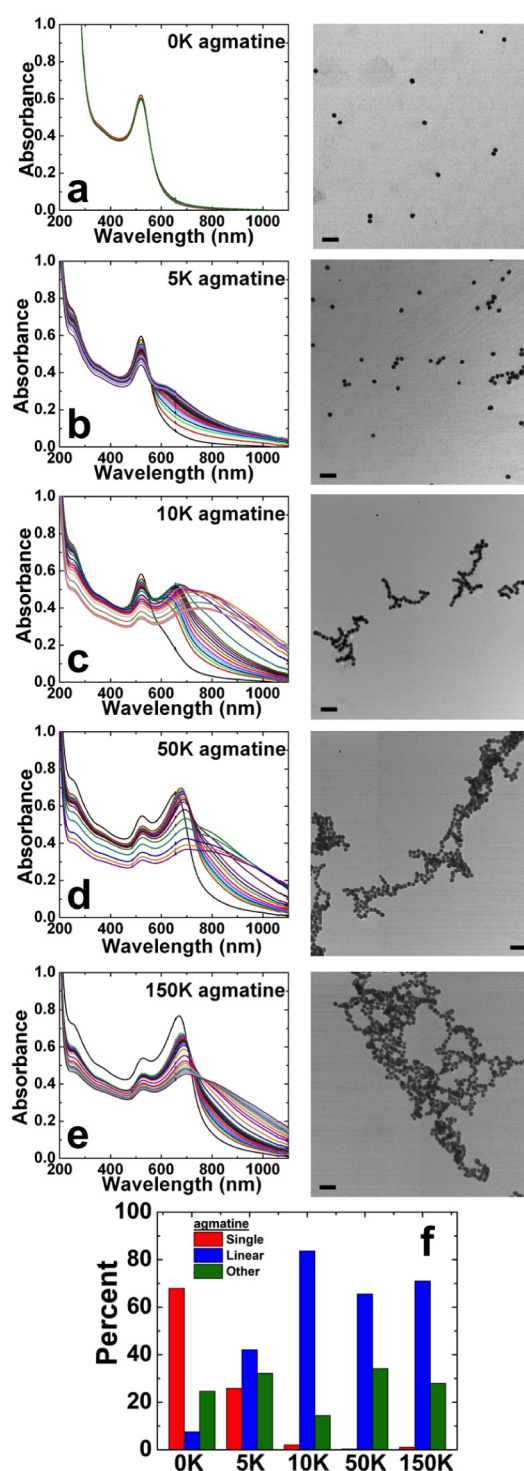 0K agmatine
Absorbance
1.0
0.8
0.6
0.4
0.2
0.0
a
200 400 600 800 1000
Wavelength (nm)
5K agmatine
Absorbance
1.0
0.8
0.6
0.4
0.2
0.0
b
200 400 600 800 1000
Wavelength (nm)
10K agmatine
Absorbance
1.0
0.8
0.6
0.4
0.2
0.0
c
200 400 600 800 1000
Wavelength (nm)
50K agmatine
Absorbance
1.0
0.8
0.6
0.4
0.2
0.0
d
200 400 600 800 1000
Wavelength (nm)
150K agmatine
Absorbance
1.0
0.8
0.6
0.4
0.2
0.0
e
200 400 600 800 1000
Wavelength (nm)
f
agmatine
Single
Linear
Other
Percent
100
80
60
40
20
0
0K 5K 10K 50K 150K